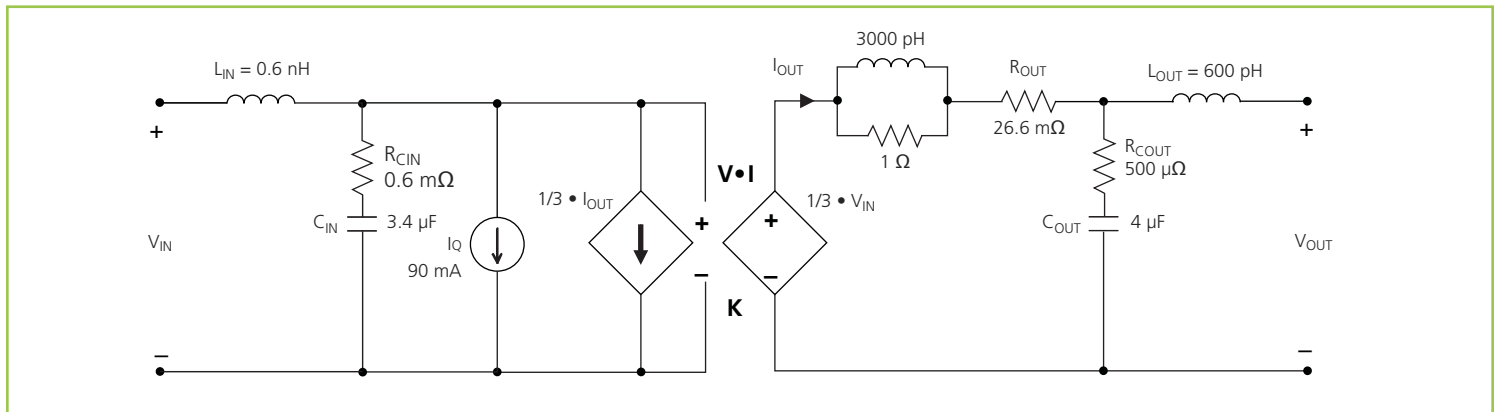 L_IN = 0.6 nH
+
R_CIN
0.6 mΩ
C_IN
3.4 µF
V_IN
–
I_Q
90 mA
1/3 • I_OUT
+
–
V•I
K
1/3 • V_IN
+
–
I_OUT
3000 pH
1 Ω
R_OUT
26.6 mΩ
L_OUT = 600 pH
R_COUT
500 µΩ
C_OUT
4 µF
+
V_OUT
–